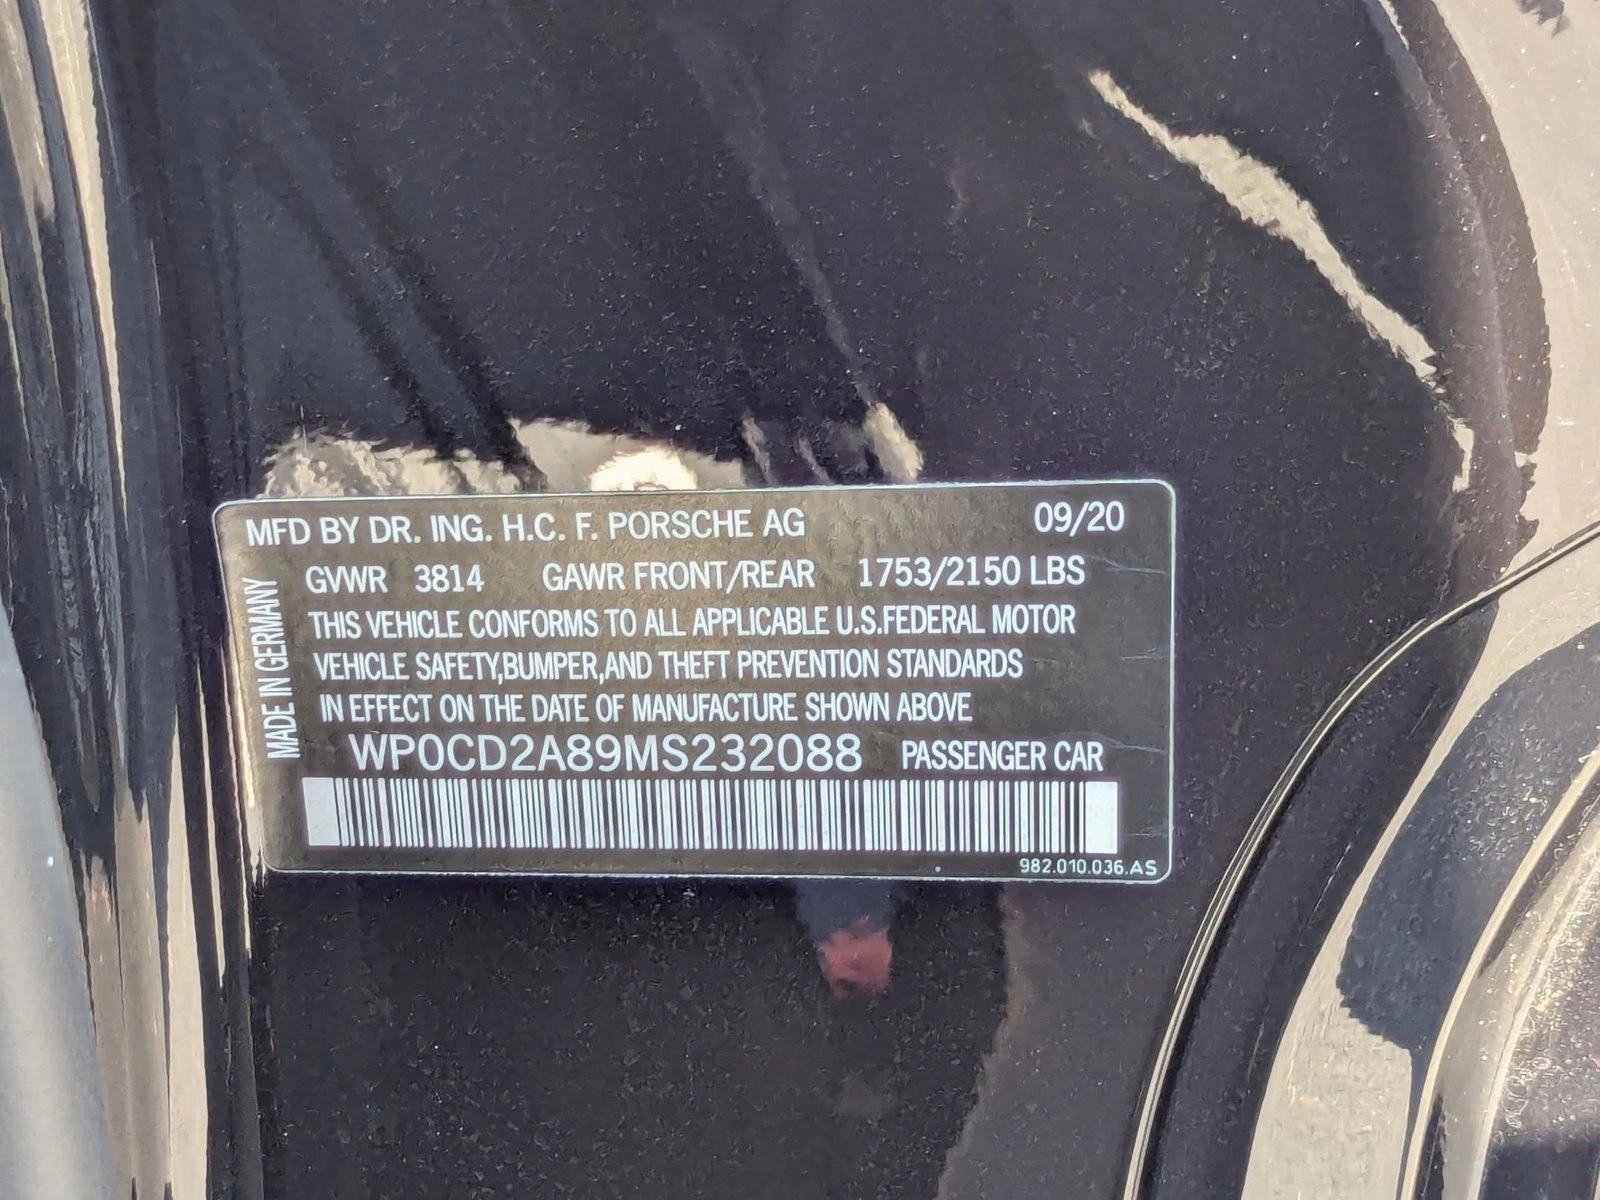 MFD BY DR. ING. H.C. F. PORSCHE AG 09/20
GVWR 3814 GAWR FRONT/REAR 1753/2150 LBS
THIS VEHICLE CONFORMS TO ALL APPLICABLE U.S.FEDERAL MOTOR
VEHICLE SAFETY,BUMPER,AND THEFT PREVENTION STANDARDS
IN EFFECT ON THE DATE OF MANUFACTURE SHOWN ABOVE
WP0CD2A89MS232088 PASSENGER CAR
982.010.036.AS
MADE IN GERMANY